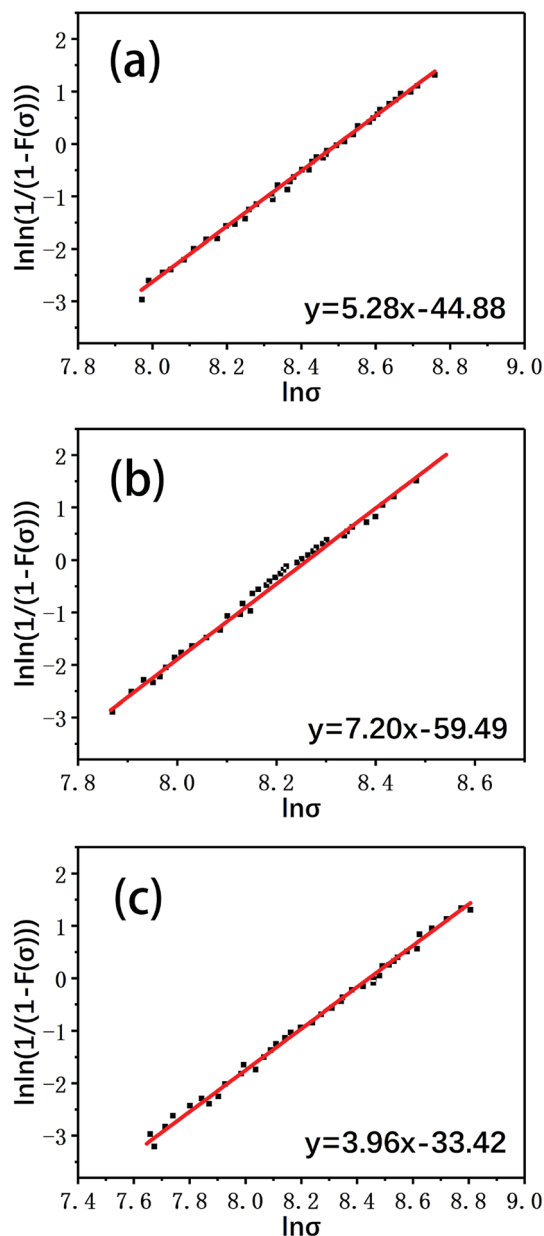 (a)
lnln(1/(1-F(σ)))
2
1
0
−1
−2
−3
y=5.28x-44.88
7.8 8.0 8.2 8.4 8.6 8.8 9.0
lnσ
(b)
lnln(1/(1-F(σ)))
2
1
0
−1
−2
−3
y=7.20x-59.49
7.8 8.0 8.2 8.4 8.6
lnσ
(c)
lnln(1/(1-F(σ)))
2
1
0
−1
−2
−3
y=3.96x-33.42
7.4 7.6 7.8 8.0 8.2 8.4 8.6 8.8 9.0
lnσ